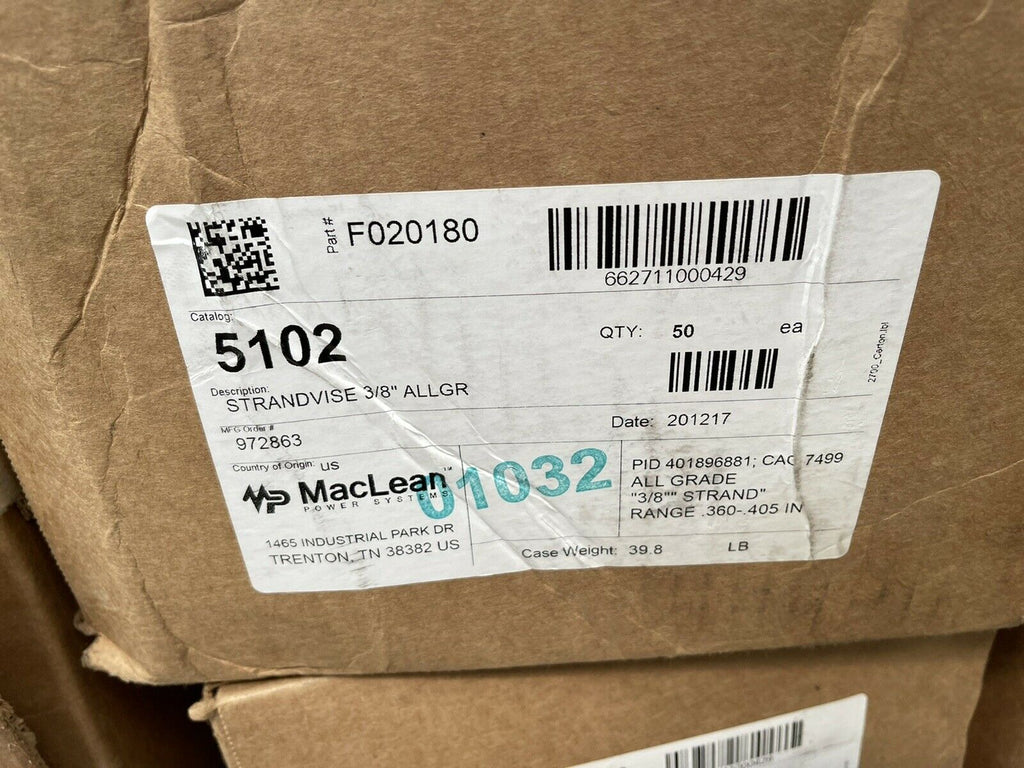 Part #
F020180
662711000429
Catalog:
5102
QTY: 50 ea
2700_Carton.lbl
Description:
STRANDVISE 3/8" ALLGR
Date: 201217
MFG Order #
972863
Country of Origin: US
MacLean™
POWER SYSTEMS
01032
1465 INDUSTRIAL PARK DR
TRENTON, TN 38382 US
PID 401896881; CAC 7499
ALL GRADE
"3/8"" STRAND"
RANGE .360-.405 IN
Case Weight: 39.8 LB